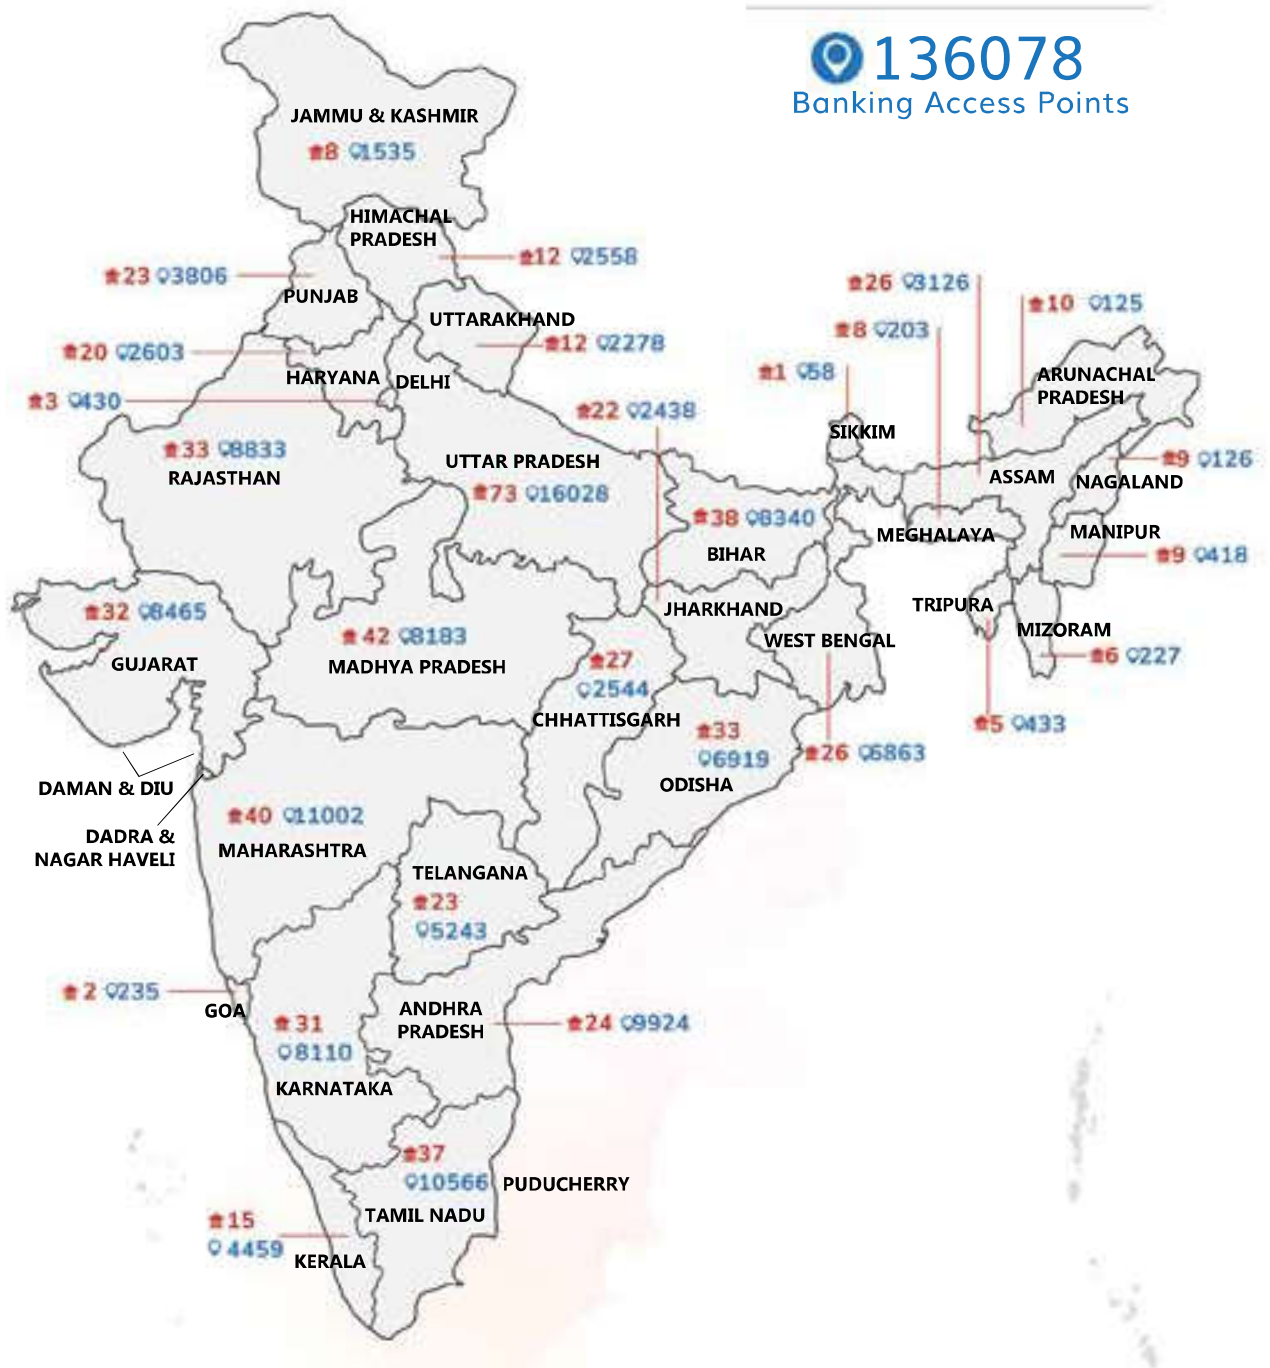 136078
Banking Access Points
JAMMU & KASHMIR
8 1535
HIMACHAL
PRADESH
12 2558
23 3806
PUNJAB
UTTARAKHAND
12 2278
20 2603
HARYANA
DELHI
3 430
22 2438
26 3126
10 125
8 203
1 58
ARUNACHAL
PRADESH
SIKKIM
33 8833
RAJASTHAN
UTTAR PRADESH
73 16028
ASSAM
9 126
NAGALAND
38 8340
BIHAR
MEGHALAYA
MANIPUR
9 418
32 8465
GUJARAT
42 8183
MADHYA PRADESH
JHARKHAND
TRIPURA
WEST BENGAL
MIZORAM
6 227
27
2544
CHHATTISGARH
5 433
33
6919
ODISHA
26 6863
DAMAN & DIU
DADRA &
NAGAR HAVELI
40 11002
MAHARASHTRA
TELANGANA
23
5243
2 235
GOA
ANDHRA
PRADESH
24 9924
31
8110
KARNATAKA
37
10566
PUDUCHERRY
TAMIL NADU
15
4459
KERALA